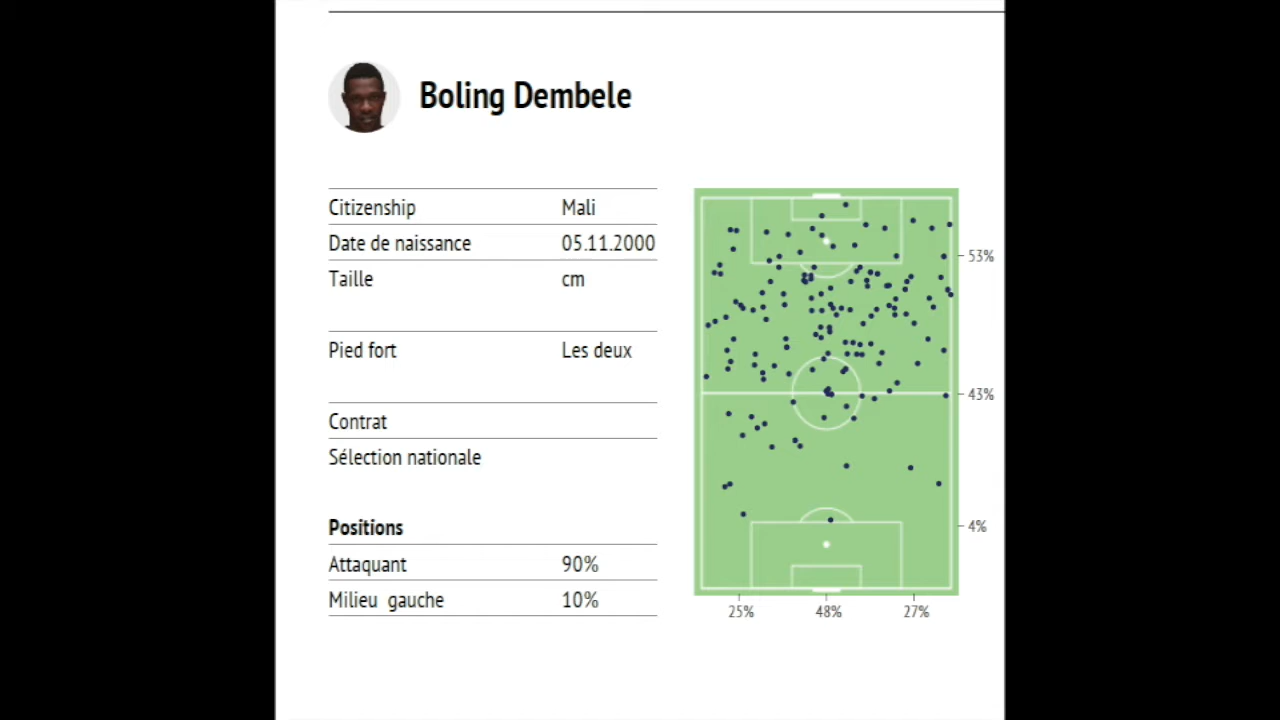 Boling Dembele
Citizenship Mali
Date de naissance 05.11.2000
Taille cm
Pied fort Les deux
Contrat
Sélection nationale
Positions
Attaquant 90%
Milieu gauche 10%
53%
43%
4%
25% 48% 27%